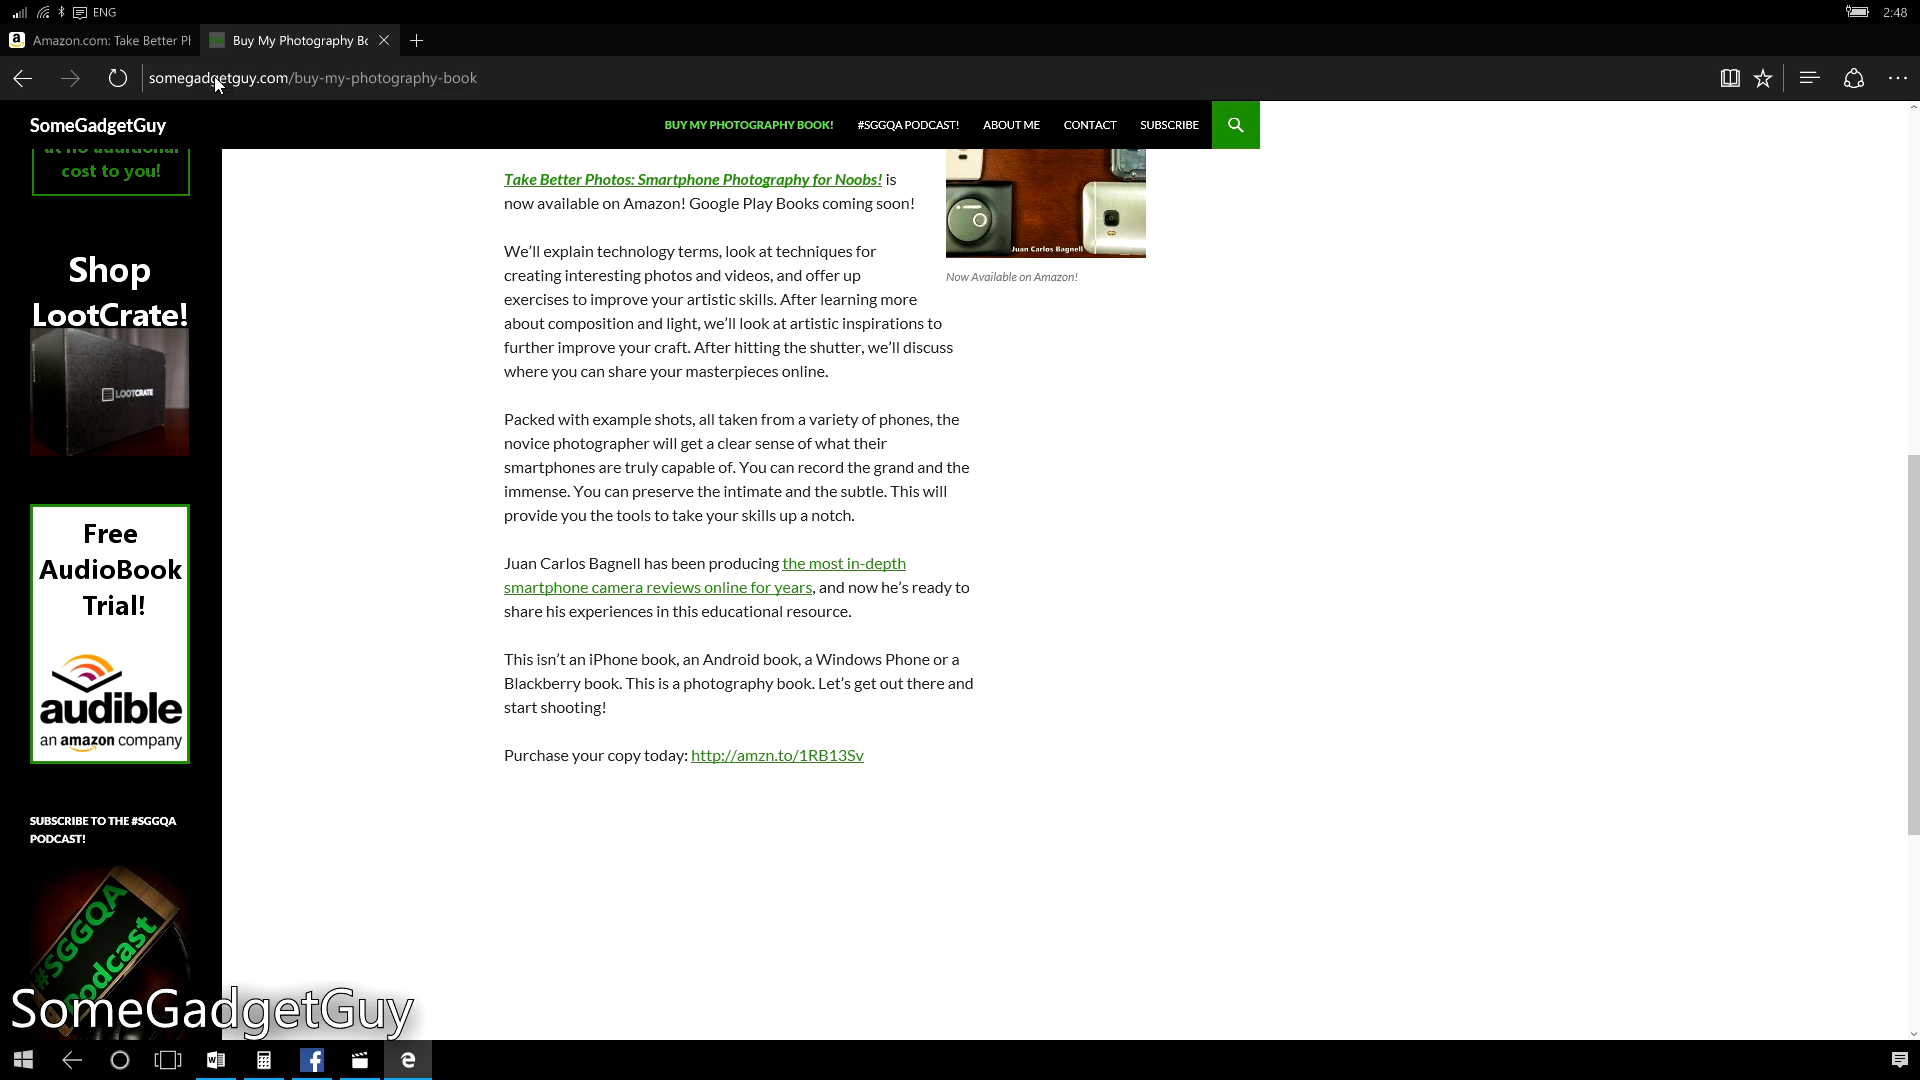 ENG
2:48
Amazon.com: Take Better Pl
Buy My Photography Bc
somegadgetguy.com/buy-my-photography-book
SomeGadgetGuy
BUY MY PHOTOGRAPHY BOOK!
#SGGQA PODCAST!
ABOUT ME
CONTACT
SUBSCRIBE
at no additional
cost to you!
Shop
LootCrate!
LOOTCRATE
Free
AudioBook
Trial!
audible
an amazon company
SUBSCRIBE TO THE #SGGQA
PODCAST!
#SGGQA
Podcast
Take Better Photos: Smartphone Photography for Noobs! is
now available on Amazon! Google Play Books coming soon!
Juan Carlos Bagnell
Now Available on Amazon!
We’ll explain technology terms, look at techniques for
creating interesting photos and videos, and offer up
exercises to improve your artistic skills. After learning more
about composition and light, we’ll look at artistic inspirations to
further improve your craft. After hitting the shutter, we’ll discuss
where you can share your masterpieces online.
Packed with example shots, all taken from a variety of phones, the
novice photographer will get a clear sense of what their
smartphones are truly capable of. You can record the grand and the
immense. You can preserve the intimate and the subtle. This will
provide you the tools to take your skills up a notch.
Juan Carlos Bagnell has been producing the most in-depth
smartphone camera reviews online for years, and now he’s ready to
share his experiences in this educational resource.
This isn’t an iPhone book, an Android book, a Windows Phone or a
Blackberry book. This is a photography book. Let’s get out there and
start shooting!
Purchase your copy today: http://amzn.to/1RB13Sv
SomeGadgetGuy